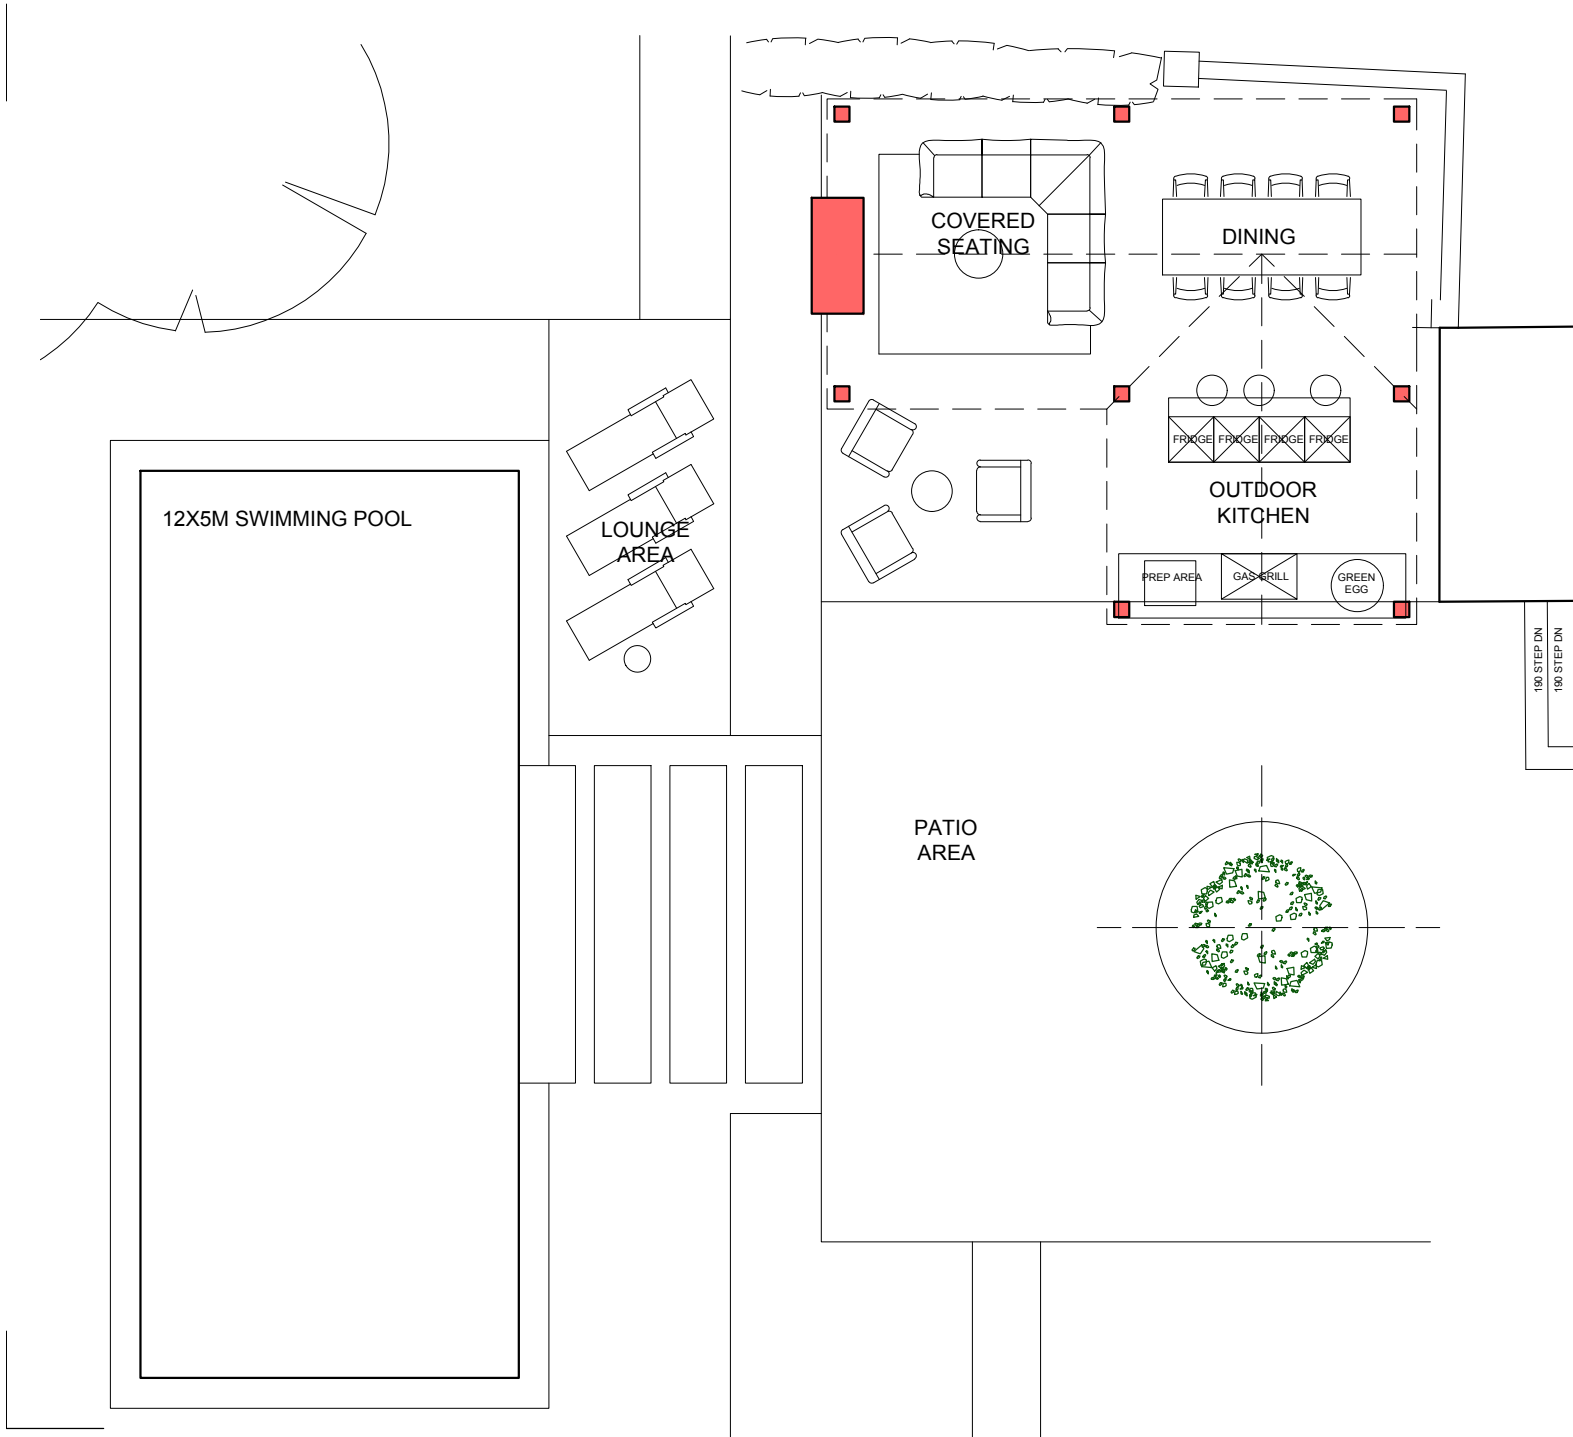 COVERED
SEATING
DINING
FRIDGE FRIDGE FRIDGE FRIDGE
OUTDOOR
KITCHEN
12X5M SWIMMING POOL
LOUNGE
AREA
PREP AREA
GAS GRILL
GREEN
EGG
190 STEP DN
190 STEP DN
PATIO
AREA